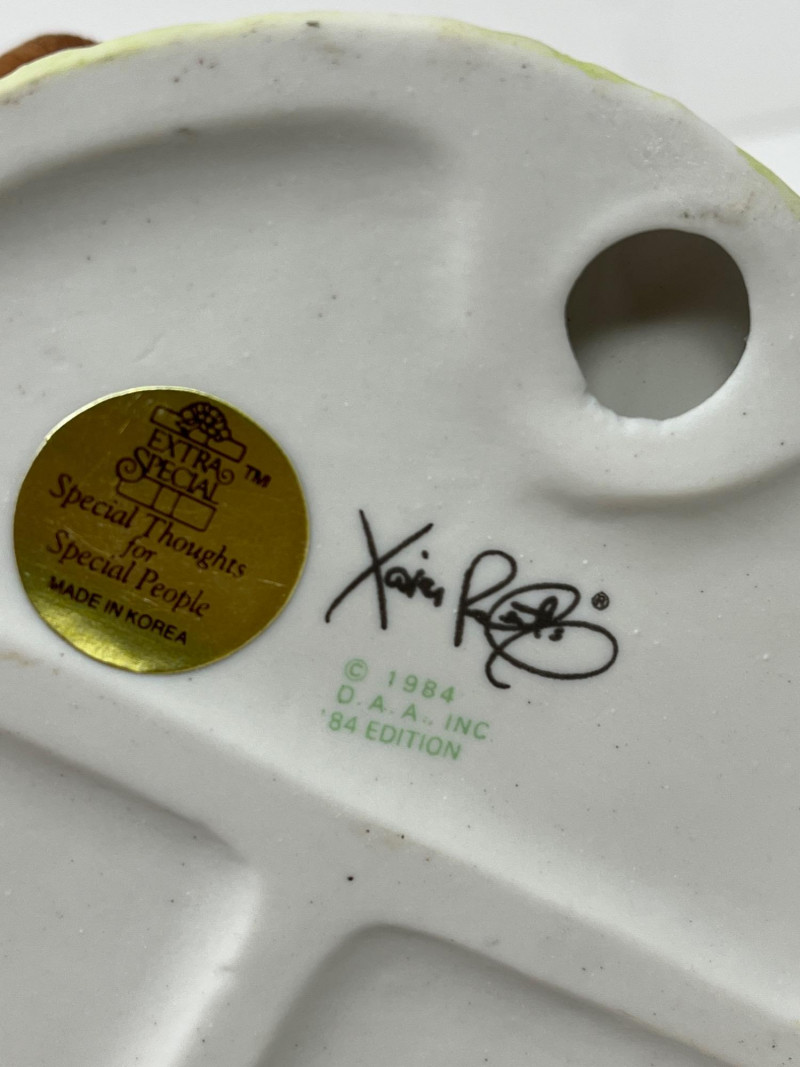 EXTRA
SPECIAL ™
Special Thoughts
for
Special People
MADE IN KOREA
Xavier Roberts ®
© 1984
D. A. A., INC.
'84 EDITION